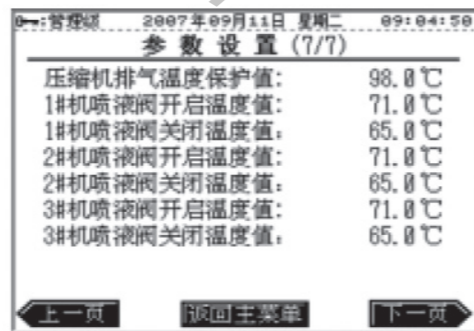 :管理级 2007年09月11日 星期二 09:04:50
参数设置(7/7)
压缩机排气温度保护值: 98.0℃
1#机喷液阀开启温度值: 71.0℃
1#机喷液阀关闭温度值: 65.0℃
2#机喷液阀开启温度值: 71.0℃
2#机喷液阀关闭温度值: 65.0℃
3#机喷液阀开启温度值: 71.0℃
3#机喷液阀关闭温度值: 65.0℃
上一页 返回主菜单 下一页